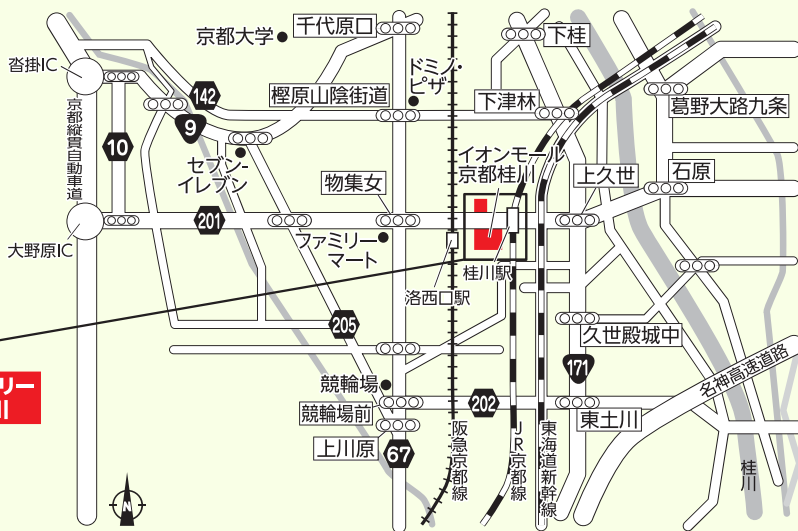 千代原口
京都大学
下桂
沓掛IC
ドミノ・
ピザ
142
樫原山陰街道
下津林
葛野大路九条
京都縦貫自動車道
9
10
セブン-
イレブン
イオンモール
京都桂川
物集女
上久世
石原
201
大野原IC
ファミリー
マート
桂川駅
洛西口駅
205
久世殿城中
171
名神高速道路
リー
川
競輪場
202
競輪場前
東土川
上川原
67
阪急京都線
JR京都線
東海道新幹線
桂川
N